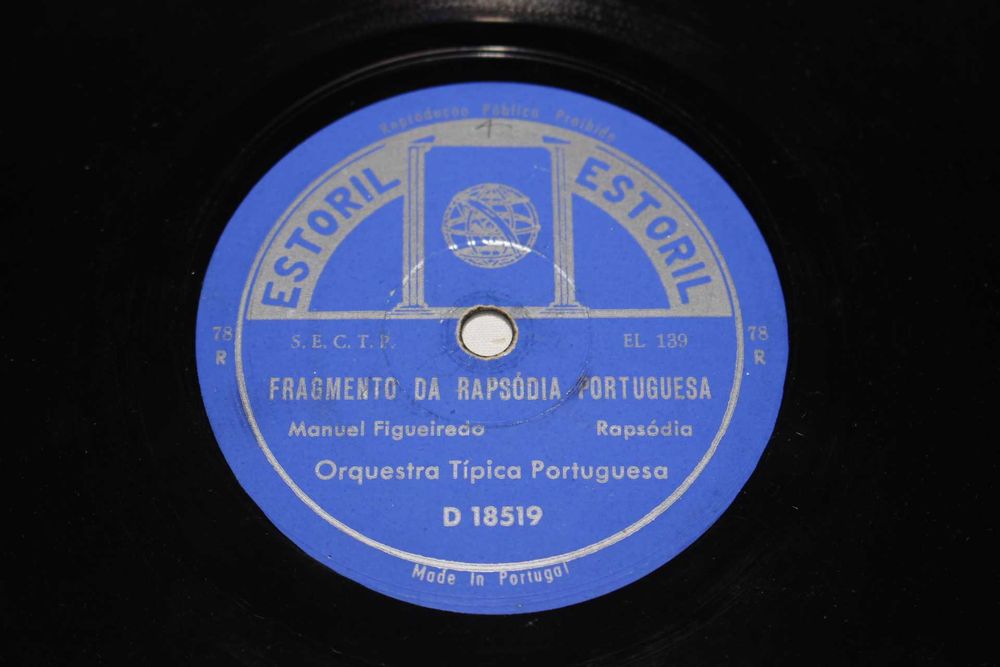 Reprodução Pública Proibida
1
ESTORIL ESTORIL
78 R
78 R
S. E. C. T. P. EL 139
FRAGMENTO DA RAPSÓDIA PORTUGUESA
Manuel Figueiredo Rapsódia
Orquestra Típica Portuguesa
D 18519
Made In Portugal